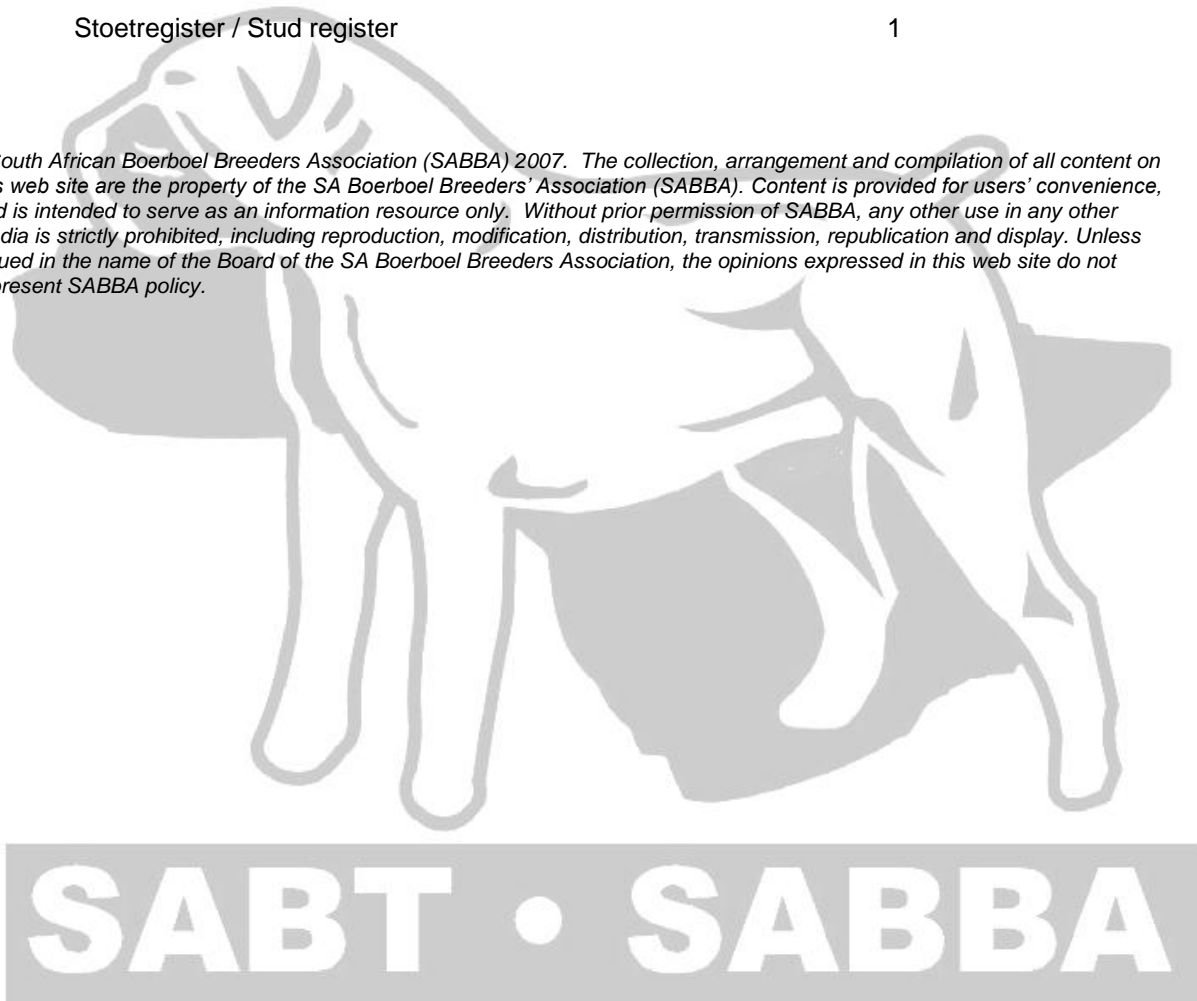 Stoetregister / Stud register 1
outh African Boerboel Breeders Association (SABBA) 2007. The collection, arrangement and compilation of all content on
s web site are the property of the SA Boerboel Breeders' Association (SABBA). Content is provided for users' convenience,
d is intended to serve as an information resource only. Without prior permission of SABBA, any other use in any other
dia is strictly prohibited, including reproduction, modification, distribution, transmission, republication and display. Unless
ued in the name of the Board of the SA Boerboel Breeders Association, the opinions expressed in this web site do not
present SABBA policy.
SABT • SABBA